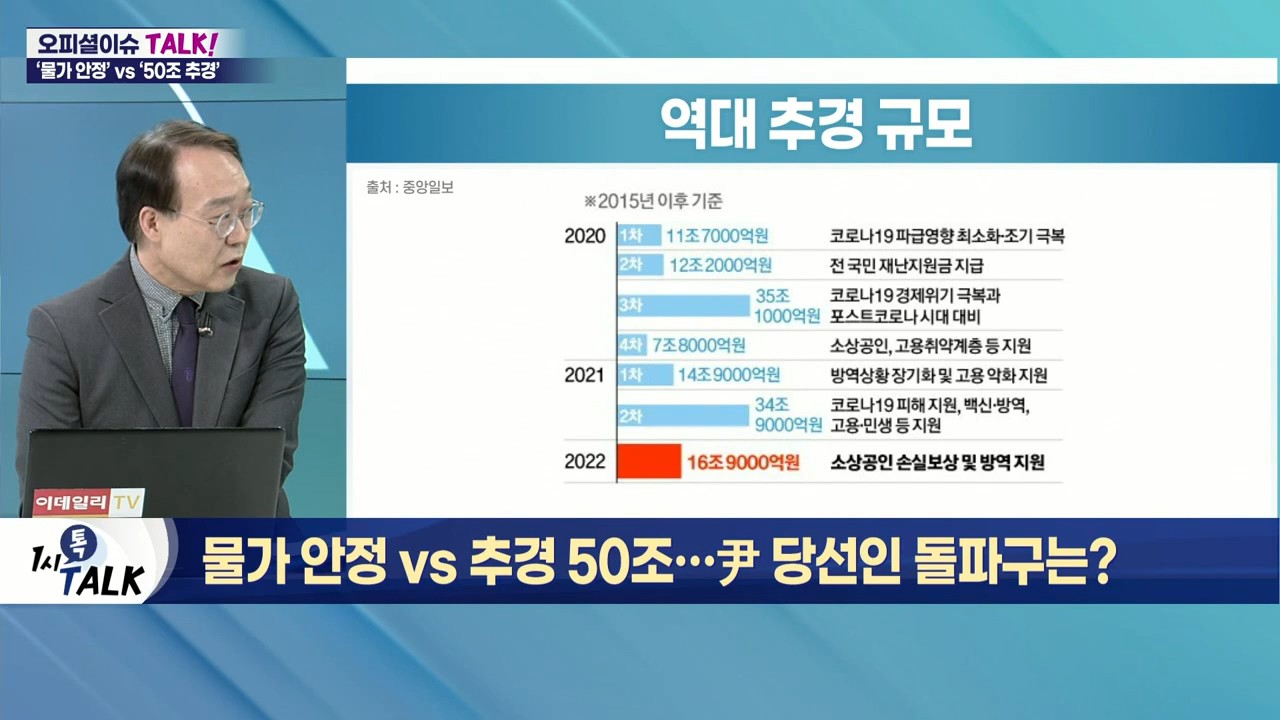 오피셜이슈 TALK!
'물가 안정' vs '50조 추경'
역대 추경 규모
출처 : 중앙일보
※2015년 이후 기준
2020 1차 11조 7000억원 코로나19 파급영향 최소화·조기 극복
2차 12조 2000억원 전 국민 재난지원금 지급
3차 35조 1000억원 코로나19 경제위기 극복과
포스트코로나 시대 대비
4차 7조 8000억원 소상공인, 고용취약계층 등 지원
2021 1차 14조 9000억원 방역상황 장기화 및 고용 악화 지원
2차 34조 9000억원 코로나19 피해 지원, 백신·방역,
고용·민생 등 지원
2022 16조 9000억원 소상공인 손실보상 및 방역 지원
이데일리 TV
1시 톡 TALK
물가 안정 vs 추경 50조…尹 당선인 돌파구는?